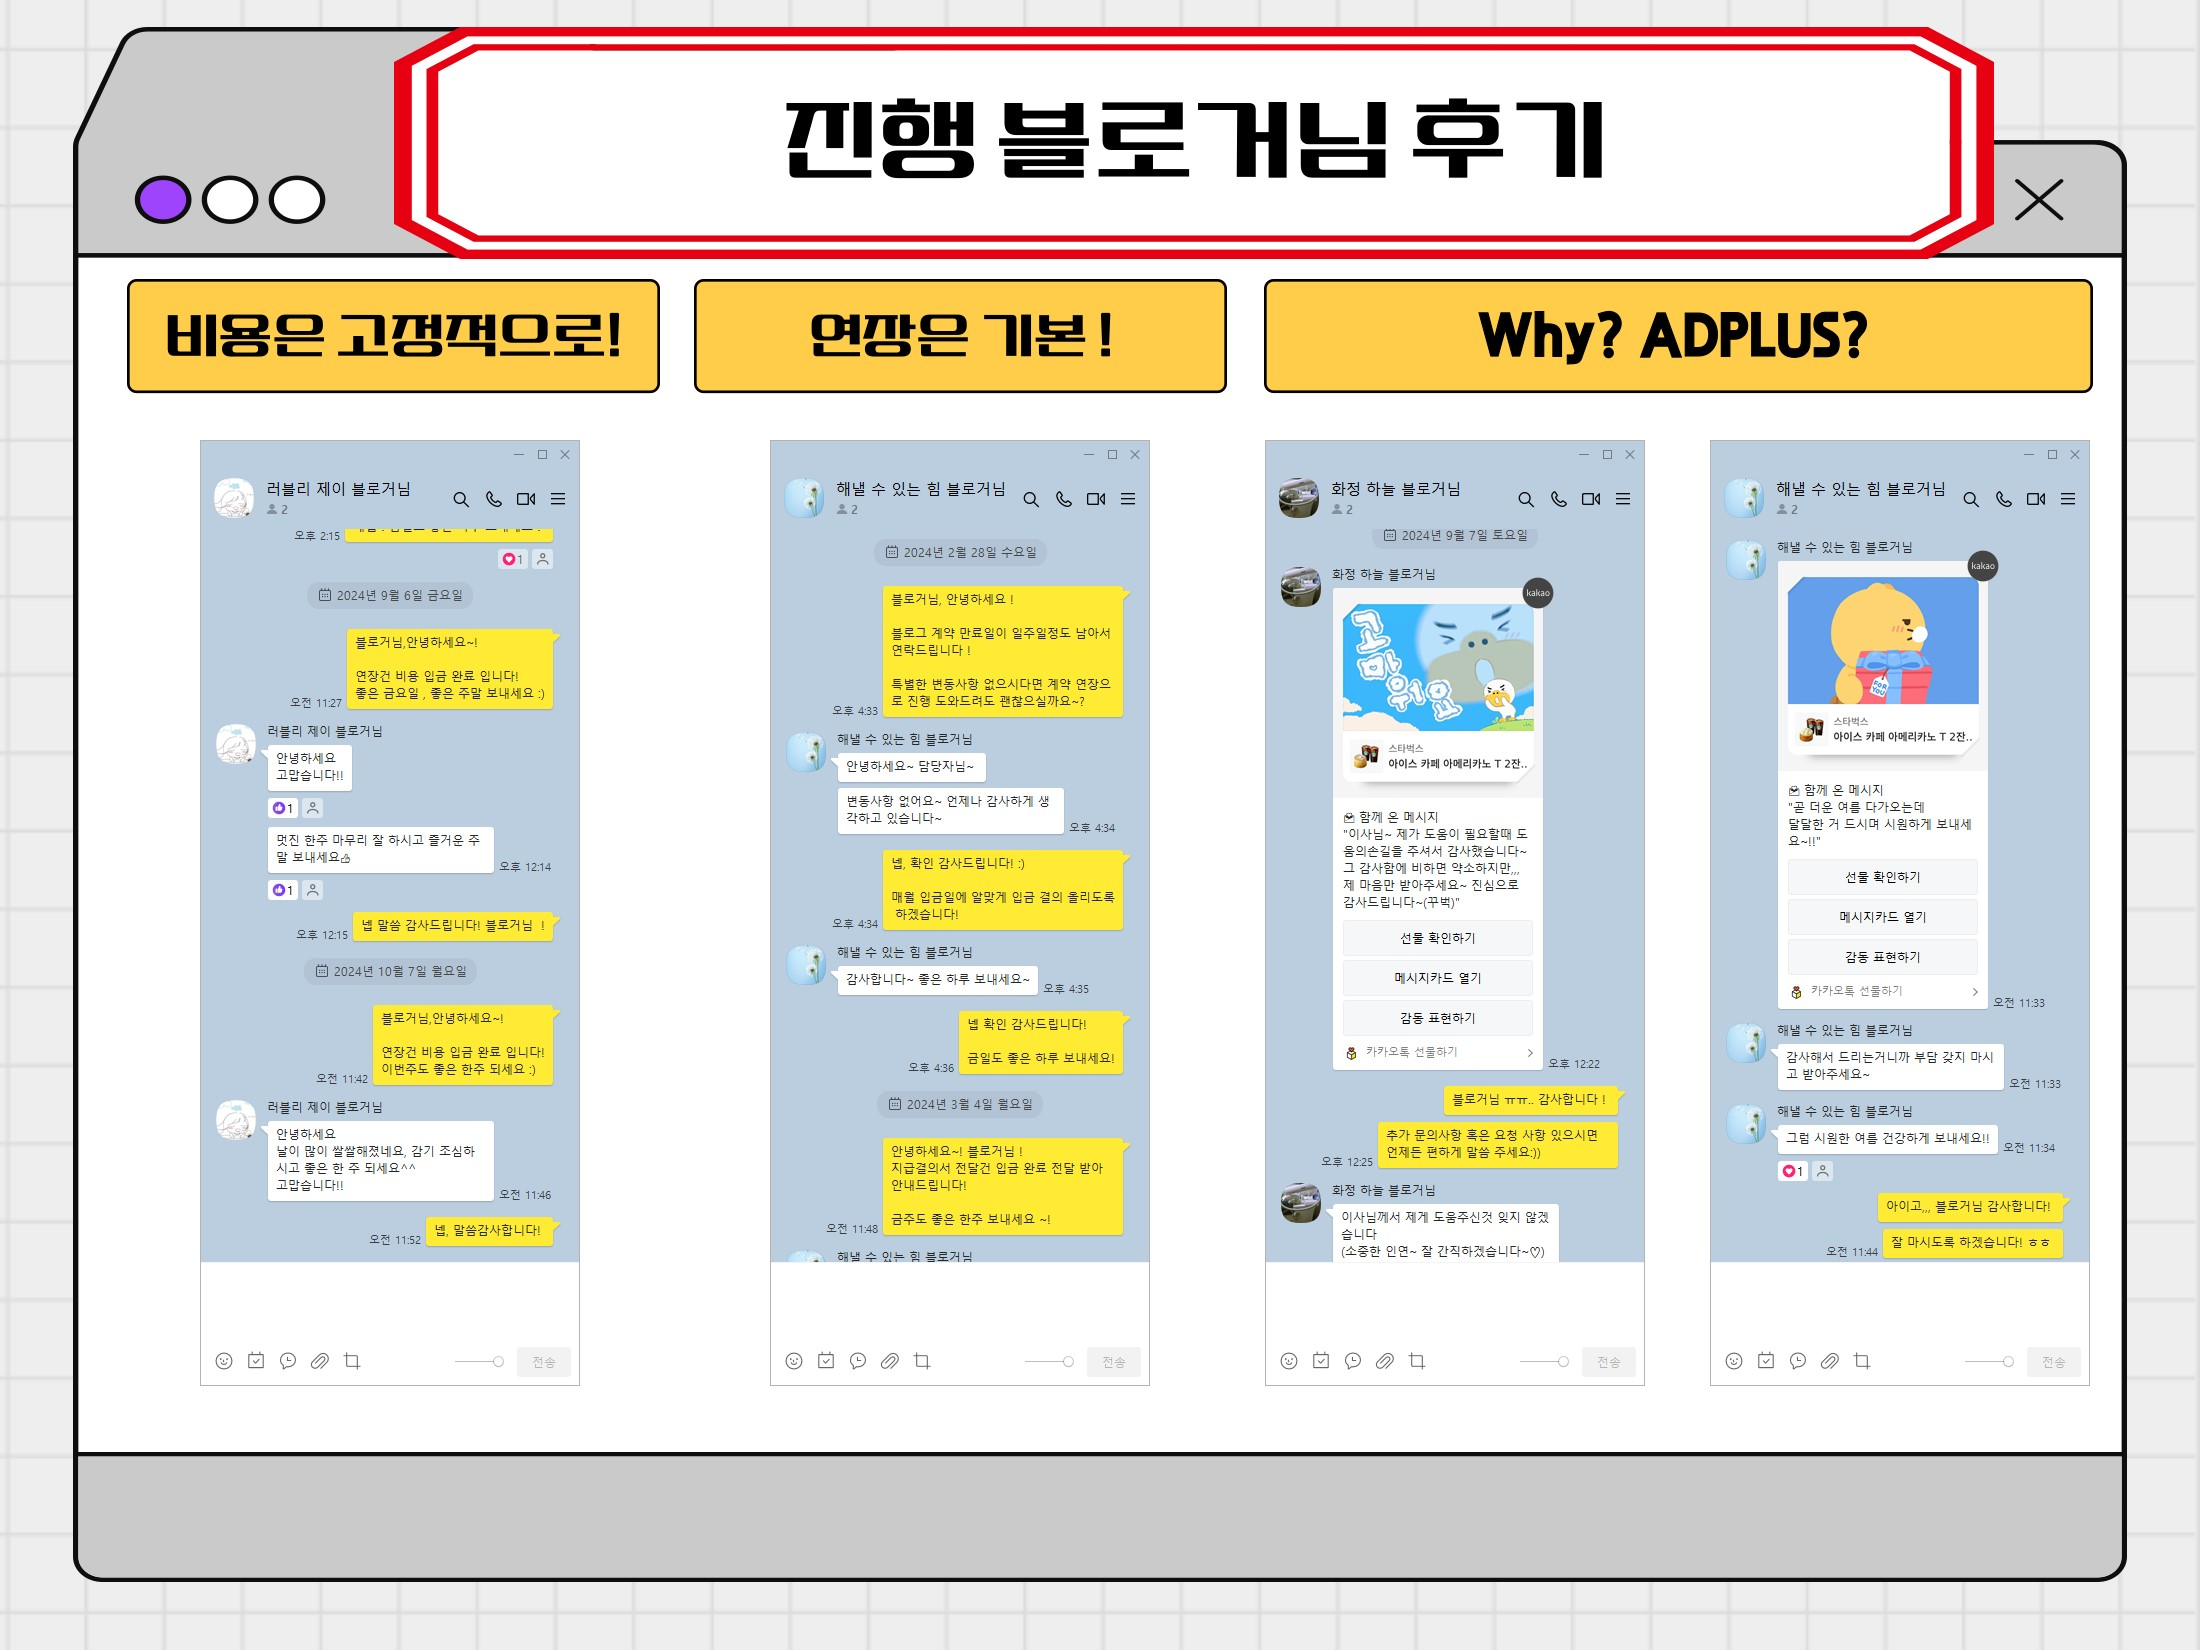 진행 블로거님 후기
비용은 고정적으로!
연장은 기본 !
Why? ADPLUS?
러블리 제이 블로거님
2
오후 2:15
1
2024년 9월 6일 금요일
블로거님,안녕하세요~!
연장건 비용 입금 완료 입니다!
좋은 금요일 , 좋은 주말 보내세요 :)
오전 11:27
러블리 제이 블로거님
안녕하세요
고맙습니다!!
1
멋진 한주 마무리 잘 하시고 즐거운 주
말 보내세요👍
오후 12:14
1
넵 말씀 감사드립니다! 블로거님 !
오후 12:15
2024년 10월 7일 월요일
블로거님,안녕하세요~!
연장건 비용 입금 완료 입니다!
이번주도 좋은 한주 되세요 :)
오전 11:42
러블리 제이 블로거님
안녕하세요
날이 많이 쌀쌀해졌네요, 감기 조심하
시고 좋은 한 주 되세요^^
고맙습니다!!
오전 11:46
넵, 말씀감사합니다!
오전 11:52
전송
해낼 수 있는 힘 블로거님
2
2024년 2월 28일 수요일
블로거님, 안녕하세요 !
블로그 계약 만료일이 일주일정도 남아서
연락드립니다 !
특별한 변동사항 없으시다면 계약 연장으
로 진행 도와드려도 괜찮으실까요~?
오후 4:33
해낼 수 있는 힘 블로거님
안녕하세요~ 담당자님~
변동사항 없어요~ 언제나 감사하게 생
각하고 있습니다~
오후 4:34
넵, 확인 감사드립니다! :)
매월 입금일에 알맞게 입금 결의 올리도록
하겠습니다!
오후 4:34
해낼 수 있는 힘 블로거님
감사합니다~ 좋은 하루 보내세요~
오후 4:35
넵 확인 감사드립니다!
금일도 좋은 하루 보내세요!
오후 4:36
2024년 3월 4일 월요일
안녕하세요~! 블로거님 !
지급결의서 전달건 입금 완료 전달 받아
안내드립니다!
금주도 좋은 한주 보내세요 ~!
오전 11:48
해낼 수 있는 힘 블로거님
전송
화정 하늘 블로거님
2
2024년 9월 7일 토요일
화정 하늘 블로거님
kakao
고마워요
스타벅스
아이스 카페 아메리카노 T 2잔..
함께 온 메시지
"이사님~ 제가 도움이 필요할때 도
움의손길을 주셔서 감사했습니다~
그 감사함에 비하면 약소하지만,,,
제 마음만 받아주세요~ 진심으로
감사드립니다~(꾸벅)"
선물 확인하기
메시지카드 열기
감동 표현하기
카카오톡 선물하기
오후 12:22
블로거님 ㅠㅠ.. 감사합니다 !
추가 문의사항 혹은 요청 사항 있으시면
언제든 편하게 말씀 주세요:))
오후 12:25
화정 하늘 블로거님
이사님께서 제게 도움주신것 잊지 않겠
습니다
(소중한 인연~ 잘 간직하겠습니다~♡)
전송
해낼 수 있는 힘 블로거님
2
해낼 수 있는 힘 블로거님
kakao
FOR
YOU
스타벅스
아이스 카페 아메리카노 T 2잔..
함께 온 메시지
"곧 더운 여름 다가오는데
달달한 거 드시며 시원하게 보내세
요~!!"
선물 확인하기
메시지카드 열기
감동 표현하기
카카오톡 선물하기
오전 11:33
해낼 수 있는 힘 블로거님
감사해서 드리는거니까 부담 갖지 마시
고 받아주세요~
오전 11:33
해낼 수 있는 힘 블로거님
그럼 시원한 여름 건강하게 보내세요!!
오전 11:34
1
아이고,,, 블로거님 감사합니다!
잘 마시도록 하겠습니다! ㅎㅎ
오전 11:44
전송